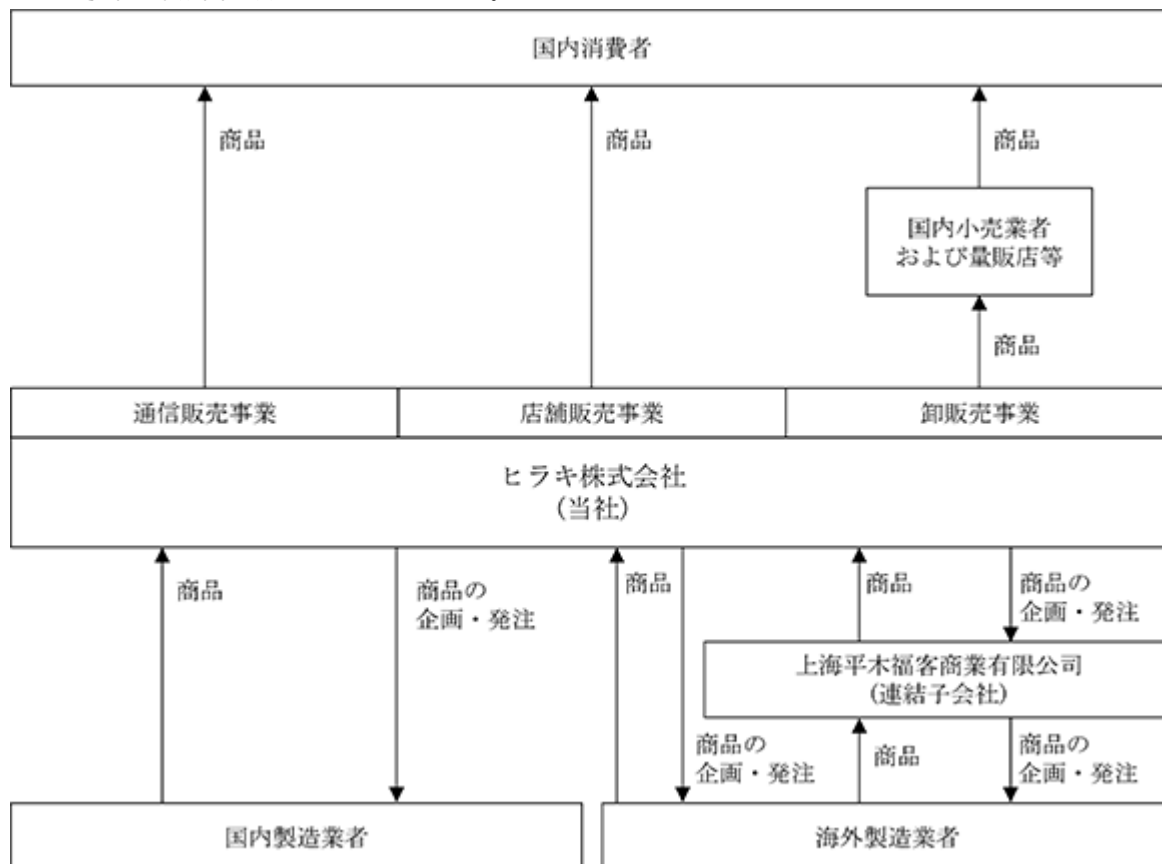 国内消費者
商品
商品
商品
国内小売業者
および量販店等
商品
通信販売事業
店舗販売事業
卸販売事業
ヒラキ株式会社
(当社)
商品
商品の
企画・発注
商品
商品
商品の
企画・発注
上海平木福客商業有限公司
(連結子会社)
商品の
企画・発注
商品
商品の
企画・発注
国内製造業者
海外製造業者